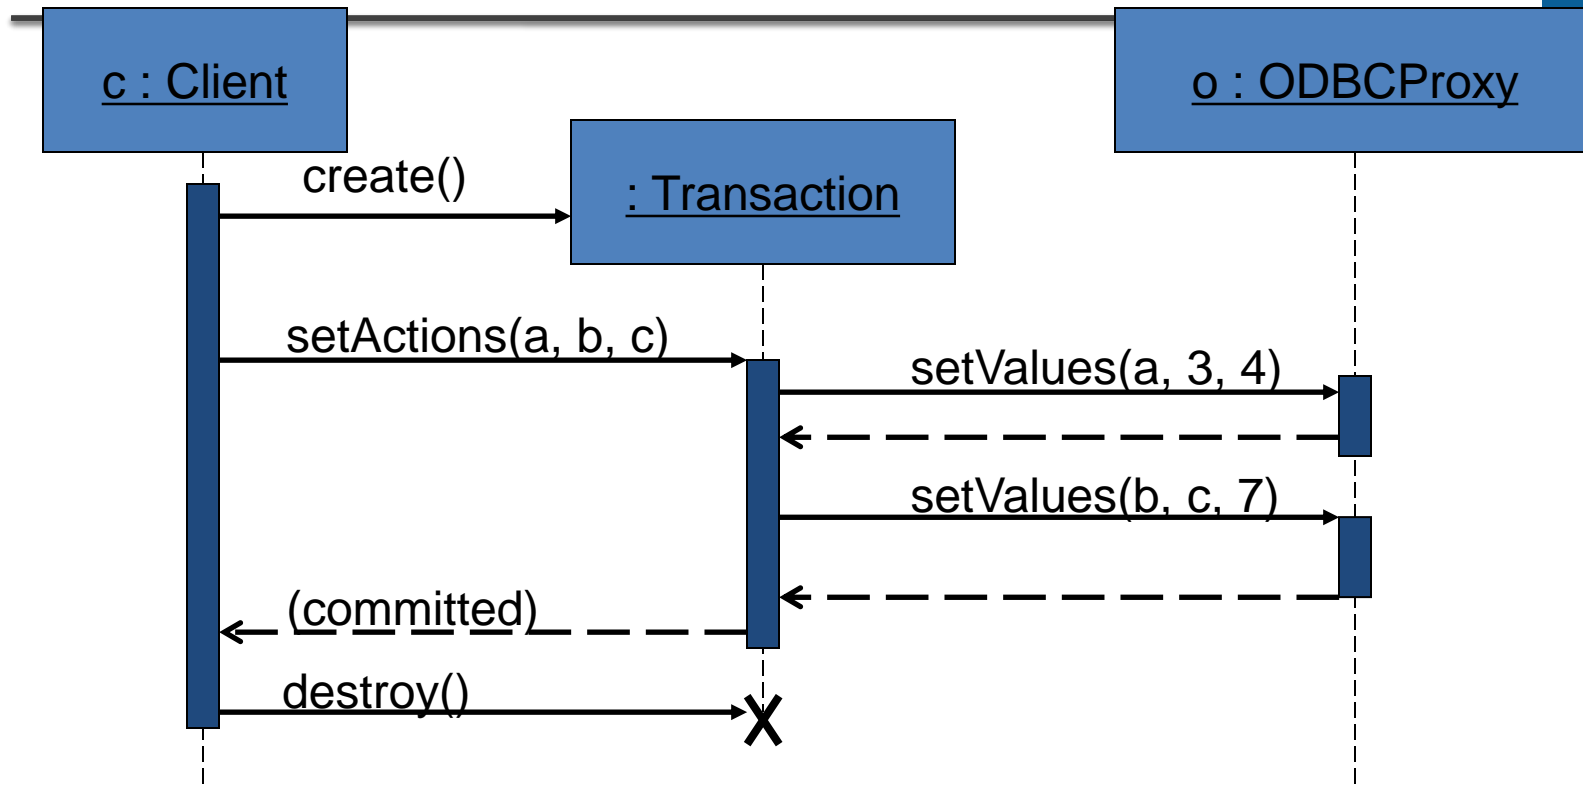 c : Client
o : ODBCProxy
create()
: Transaction
setActions(a, b, c)
setValues(a, 3, 4)
setValues(b, c, 7)
(committed)
destroy()